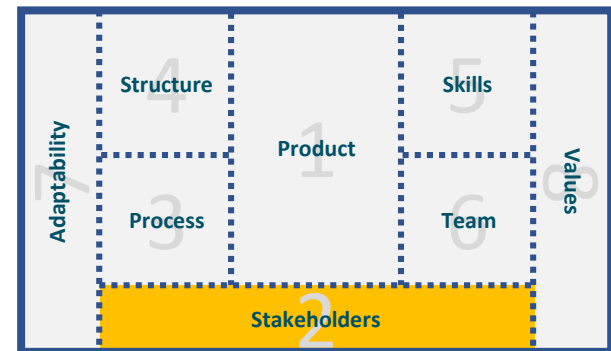 7
Adaptability
4
Structure
3
Process
1
Product
5
Skills
6
Team
8
Values
2
Stakeholders